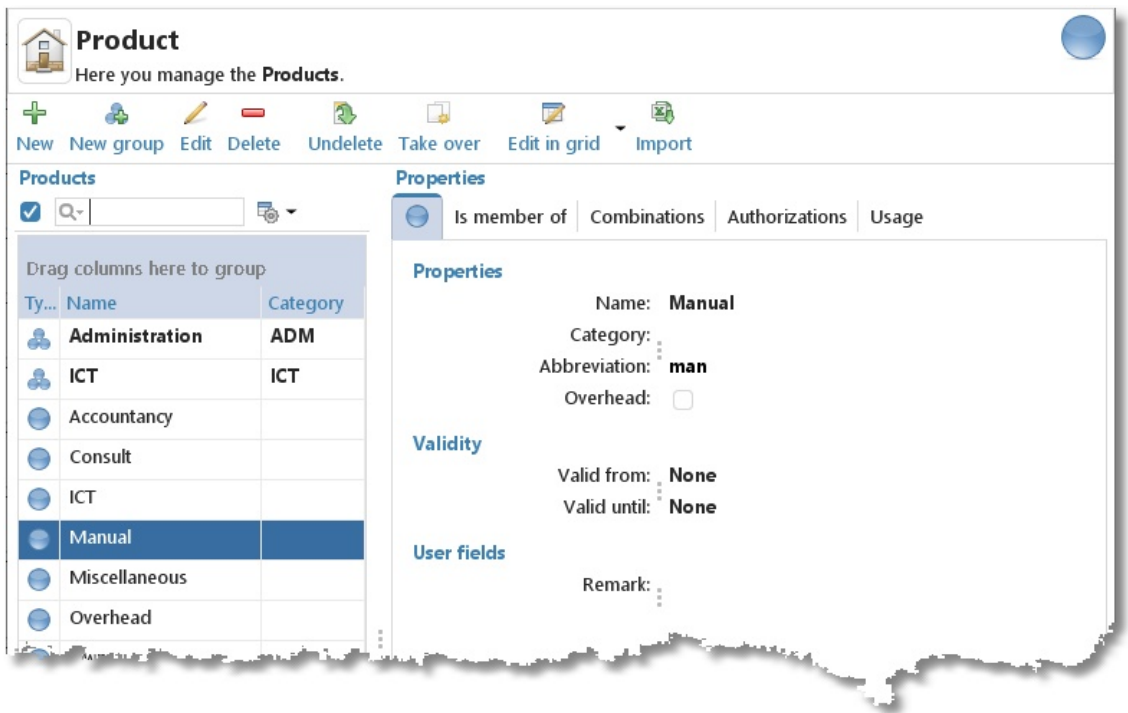 Product
Here you manage the Products.
New New group Edit Delete Undelete Take over Edit in grid Import
Products
Drag columns here to group
Ty... Name Category
Administration ADM
ICT ICT
Accountancy
Consult
ICT
Manual
Miscellaneous
Overhead
Properties
Is member of Combinations Authorizations Usage
Properties
Name: Manual
Category:
Abbreviation: man
Overhead:
Validity
Valid from: None
Valid until: None
User fields
Remark: